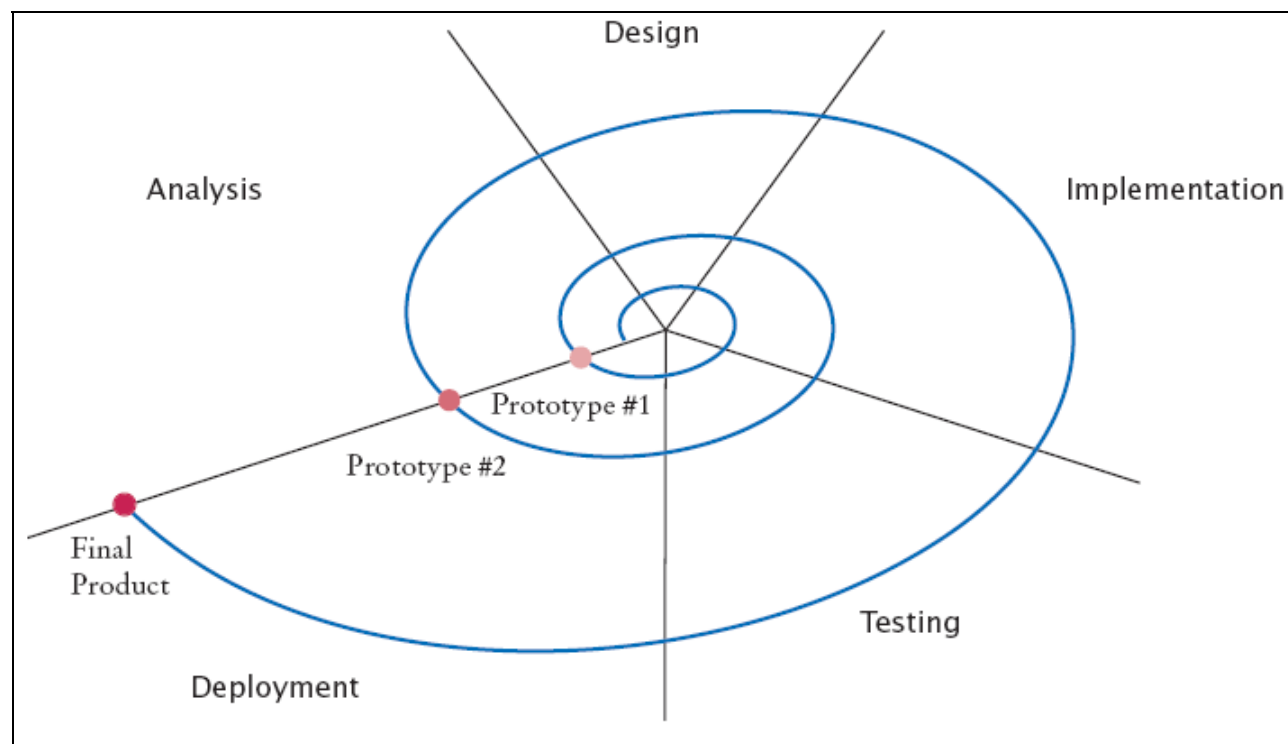 Design
Analysis
Implementation
Prototype #1
Prototype #2
Final
Product
Testing
Deployment